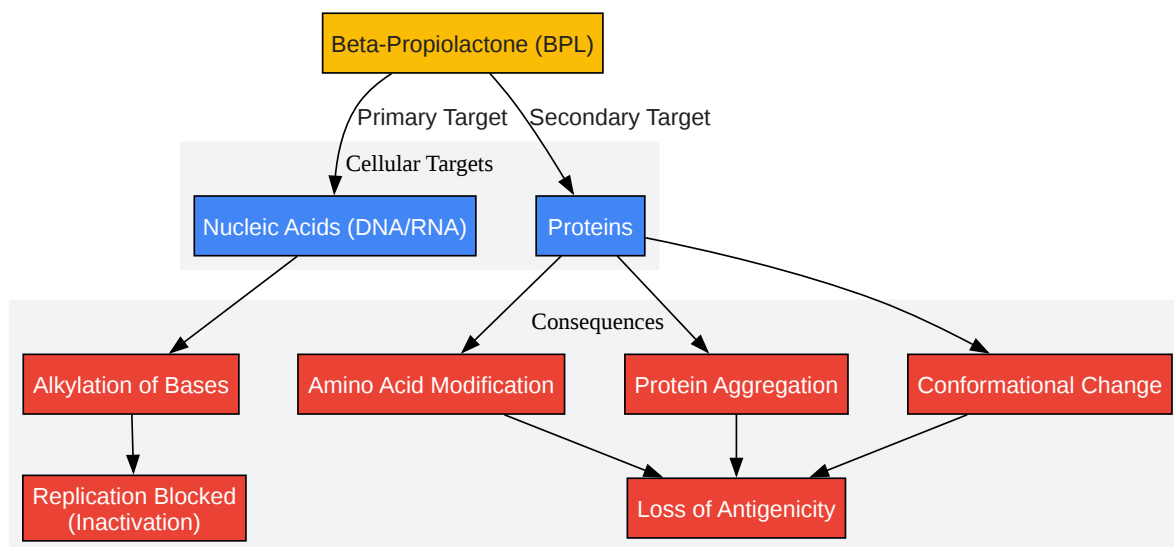 Beta-Propiolactone (BPL)
Primary Target
Secondary Target
Cellular Targets
Nucleic Acids (DNA/RNA)
Proteins
Consequences
Alkylation of Bases
Amino Acid Modification
Protein Aggregation
Conformational Change
Replication Blocked
(Inactivation)
Loss of Antigenicity